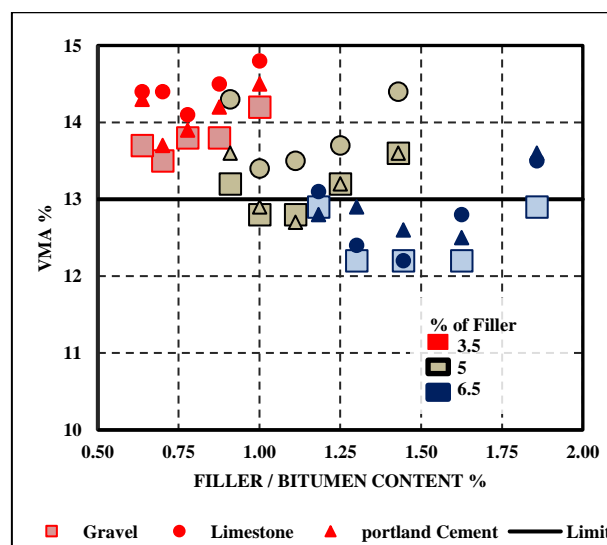 15
14
13
12
11
10
VMA %
% of Filler
3.5
5
6.5
0.50 0.75 1.00 1.25 1.50 1.75 2.00
FILLER / BITUMEN CONTENT %
Gravel Limestone portland Cement Limit